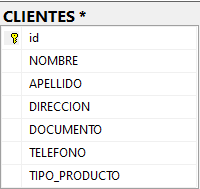 CLIENTES *
id
NOMBRE
APELLIDO
DIRECCION
DOCUMENTO
TELEFONO
TIPO_PRODUCTO